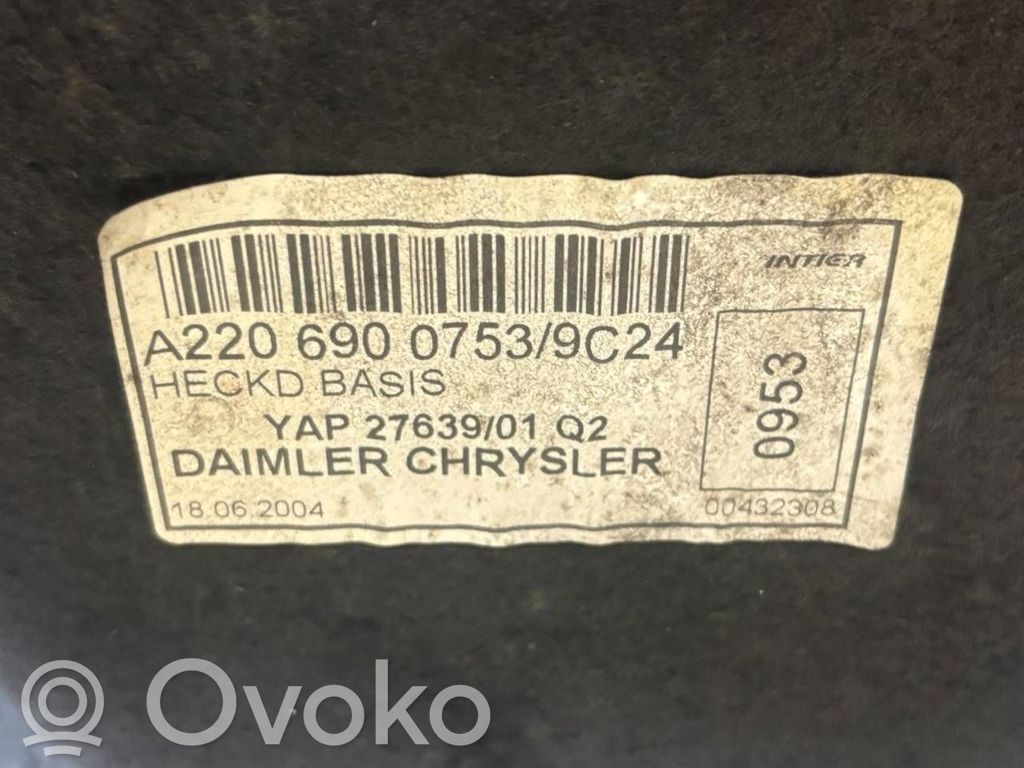 INTIER
A220 690 0753/9C24
HECKD BASIS
0953
YAP 27639/01 Q2
DAIMLER CHRYSLER
18.06.2004
00432308
Ovoko